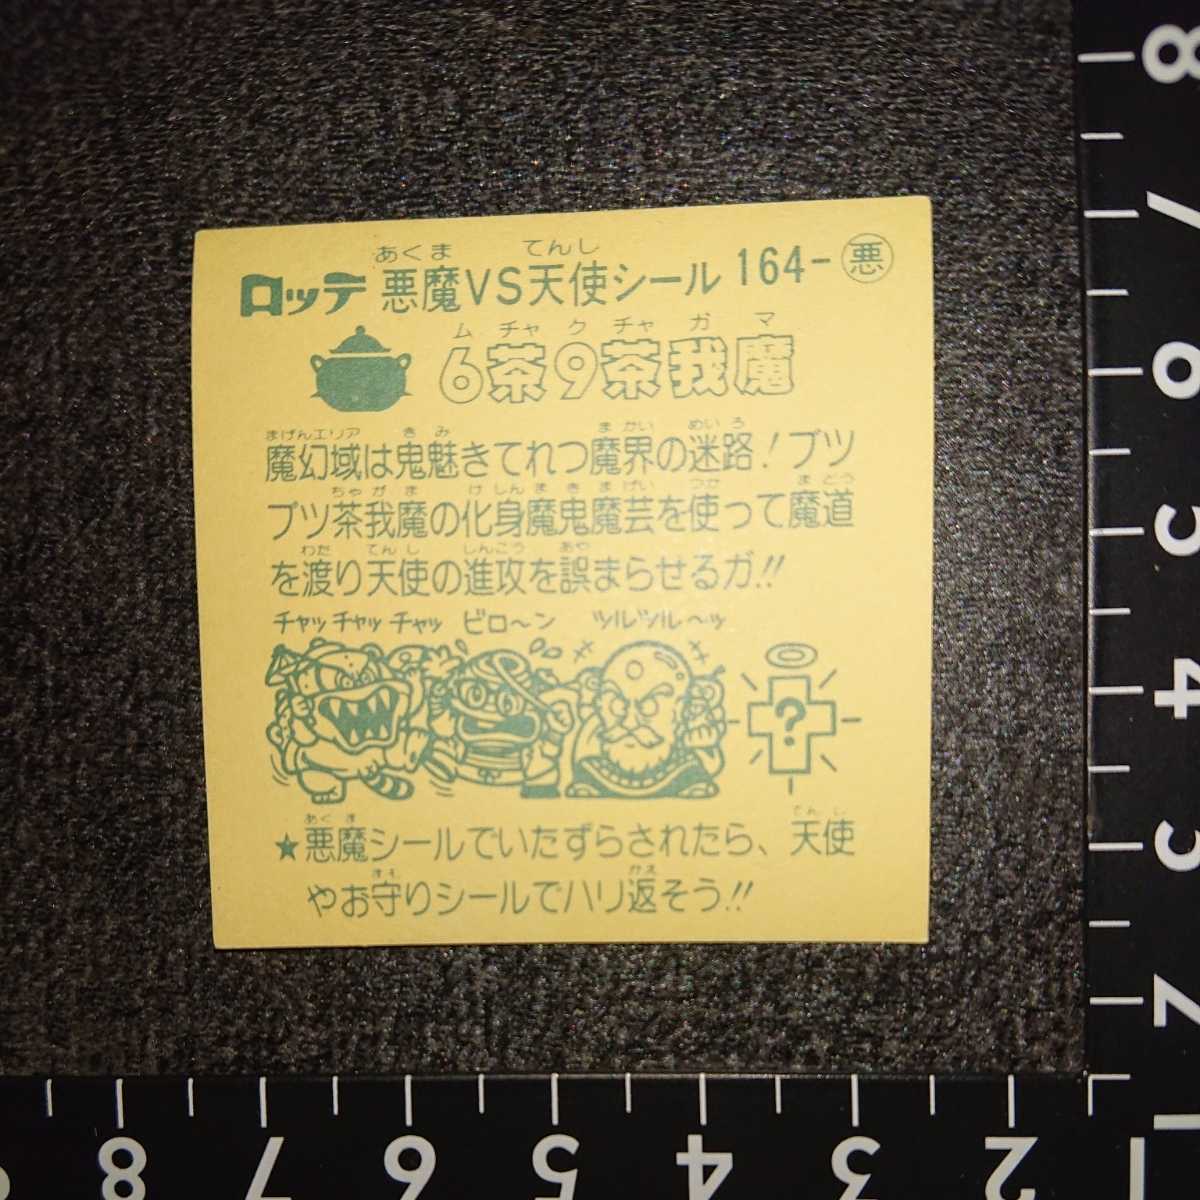 あくま てんし
ロッテ 悪魔VS天使シール 164-悪
ム チャ ク チャ ガ マ
6茶9茶我魔
まげんエリア きみ まかい めいろ
魔幻域は鬼魅きてれつ魔界の迷路！ブツ
ちゃがま けしんまきまげい つか まどう
ブツ茶我魔の化身魔鬼魔芸を使って魔道
わた てんし しんこう あや
を渡り天使の進攻を誤まらせるガ!!
チャッチャッチャッ ビロ〜ン ツルツル〜ッ
?
あくま てんし
★悪魔シールでいたずらされたら、天使
まも かえ
やお守りシールでハリ返そう!!
8
7
6
5
4
3
2
1
8 7 6 5 4 3 2